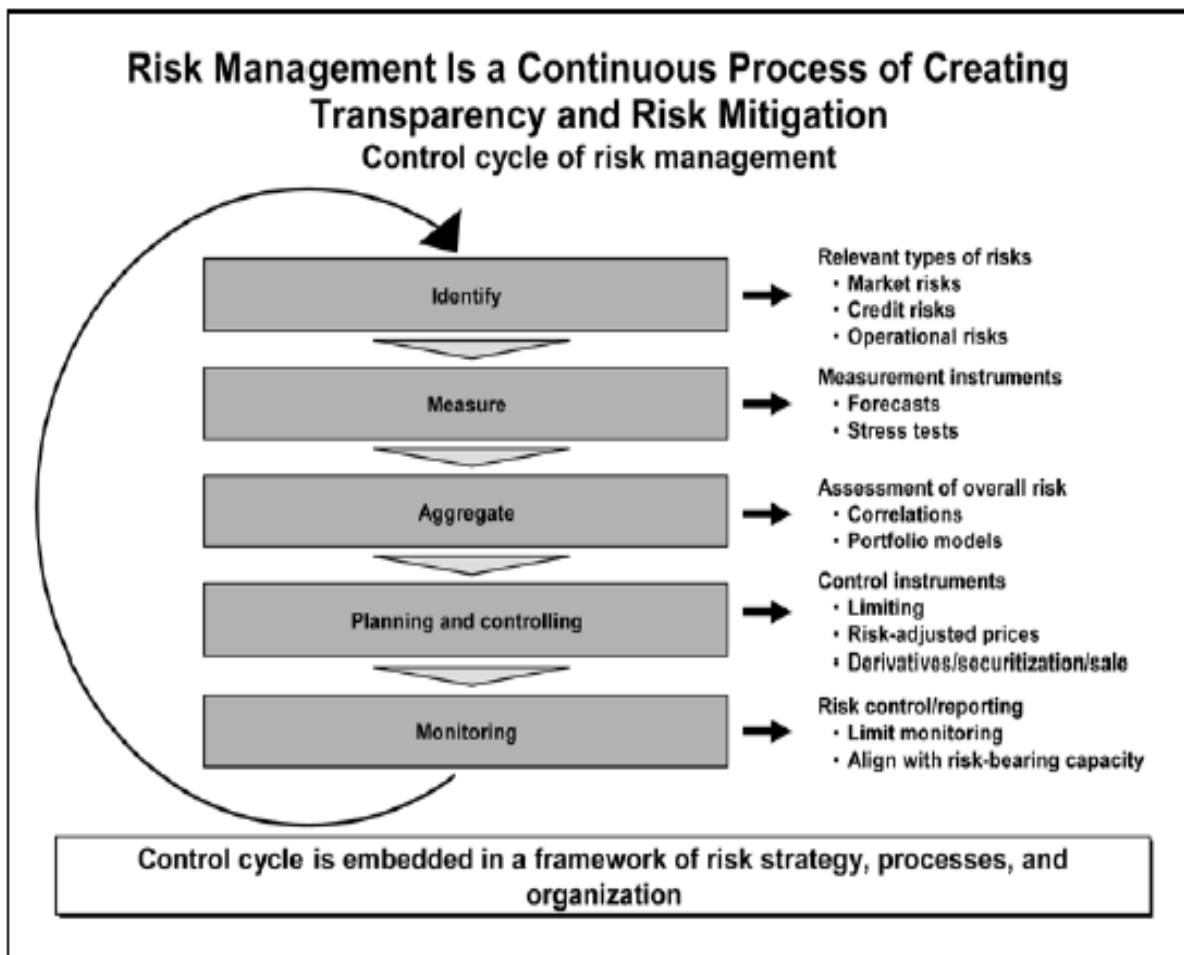 Risk Management Is a Continuous Process of Creating
Transparency and Risk Mitigation
Control cycle of risk management
Identify
Relevant types of risks
• Market risks
• Credit risks
• Operational risks
Measure
Measurement instruments
• Forecasts
• Stress tests
Aggregate
Assessment of overall risk
• Correlations
• Portfolio models
Planning and controlling
Control instruments
• Limiting
• Risk-adjusted prices
• Derivatives/securitization/sale
Monitoring
Risk control/reporting
• Limit monitoring
• Align with risk-bearing capacity
Control cycle is embedded in a framework of risk strategy, processes, and
organization